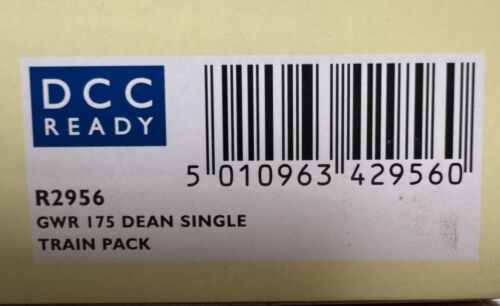 DCC
READY
5 010963 429560
R2956
GWR 175 DEAN SINGLE
TRAIN PACK